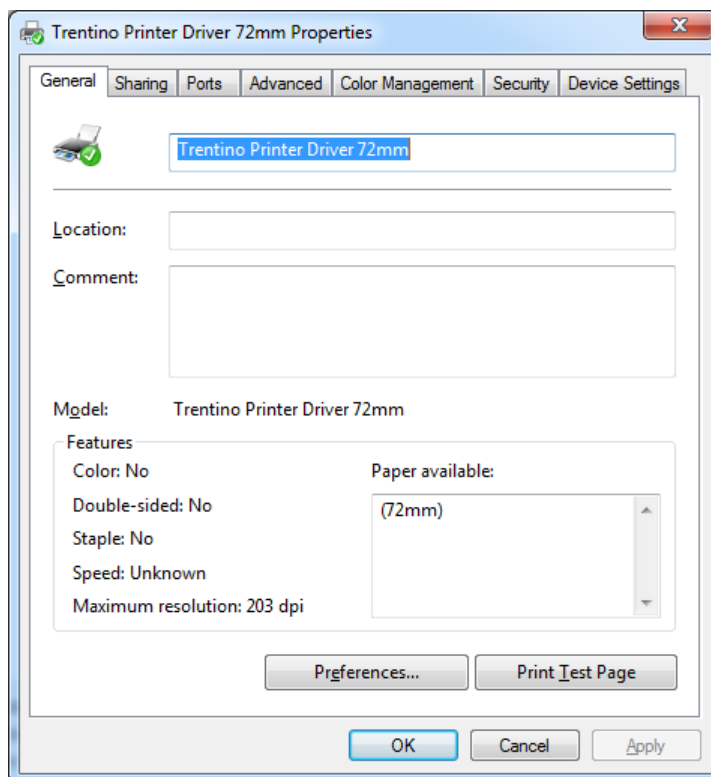 Trentino Printer Driver 72mm Properties
General Sharing Ports Advanced Color Management Security Device Settings
Trentino Printer Driver 72mm
Location:
Comment:
Model: Trentino Printer Driver 72mm
Features
Color: No Paper available:
Double-sided: No (72mm)
Staple: No
Speed: Unknown
Maximum resolution: 203 dpi
Preferences... Print Test Page
OK Cancel Apply